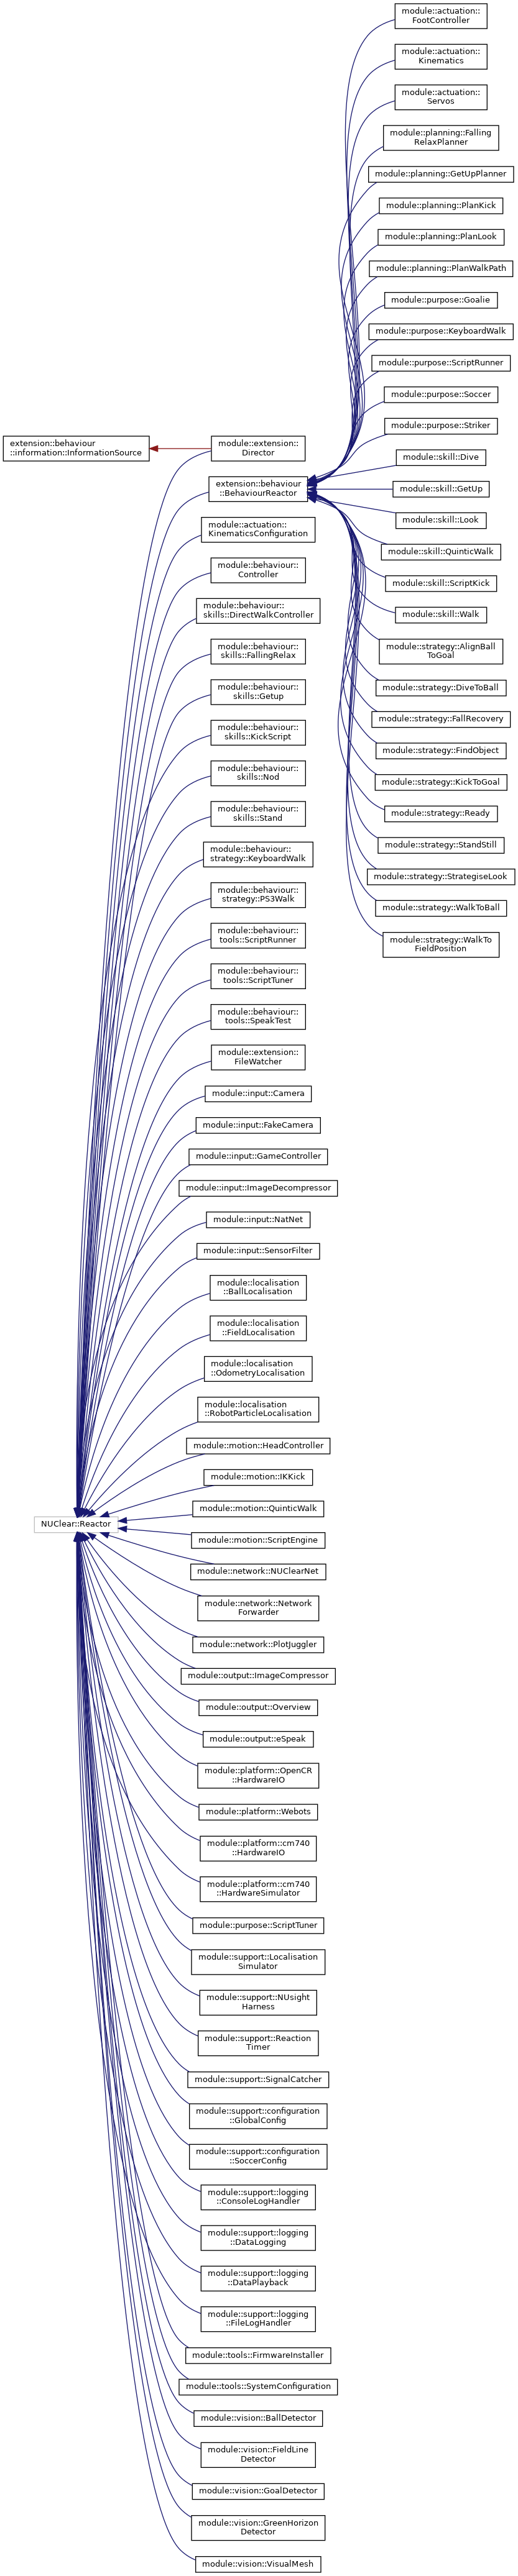 module::actuation::
FootController
module::actuation::
Kinematics
module::actuation::
Servos
module::planning::Falling
RelaxPlanner
module::planning::GetUpPlanner
module::planning::PlanKick
module::planning::PlanLook
module::planning::PlanWalkPath
module::purpose::Goalie
module::purpose::KeyboardWalk
module::purpose::ScriptRunner
module::purpose::Soccer
module::purpose::Striker
module::skill::Dive
module::skill::GetUp
module::skill::Look
module::skill::QuinticWalk
module::skill::ScriptKick
module::skill::Walk
module::strategy::AlignBall
ToGoal
module::strategy::DiveToBall
module::strategy::FallRecovery
module::strategy::FindObject
module::strategy::KickToGoal
module::strategy::Ready
module::strategy::StandStill
module::strategy::StrategiseLook
module::strategy::WalkToBall
module::strategy::WalkTo
FieldPosition
extension::behaviour
::information::InformationSource
module::extension::
Director
extension::behaviour
::BehaviourReactor
module::actuation::
KinematicsConfiguration
module::behaviour::
Controller
module::behaviour::
skills::DirectWalkController
module::behaviour::
skills::FallingRelax
module::behaviour::
skills::Getup
module::behaviour::
skills::KickScript
module::behaviour::
skills::Nod
module::behaviour::
skills::Stand
module::behaviour::
strategy::KeyboardWalk
module::behaviour::
strategy::PS3Walk
module::behaviour::
tools::ScriptRunner
module::behaviour::
tools::ScriptTuner
module::behaviour::
tools::SpeakTest
module::extension::
FileWatcher
module::input::Camera
module::input::FakeCamera
module::input::GameController
module::input::ImageDecompressor
module::input::NatNet
module::input::SensorFilter
module::localisation
::BallLocalisation
module::localisation
::FieldLocalisation
module::localisation
::OdometryLocalisation
module::localisation
::RobotParticleLocalisation
module::motion::HeadController
module::motion::IKKick
module::motion::QuinticWalk
NUClear::Reactor
module::motion::ScriptEngine
module::network::NUClearNet
module::network::Network
Forwarder
module::network::PlotJuggler
module::output::ImageCompressor
module::output::Overview
module::output::eSpeak
module::platform::OpenCR
::HardwareIO
module::platform::Webots
module::platform::cm740
::HardwareIO
module::platform::cm740
::HardwareSimulator
module::purpose::ScriptTuner
module::support::Localisation
Simulator
module::support::NUsight
Harness
module::support::Reaction
Timer
module::support::SignalCatcher
module::support::configuration
::GlobalConfig
module::support::configuration
::SoccerConfig
module::support::logging
::ConsoleLogHandler
module::support::logging
::DataLogging
module::support::logging
::DataPlayback
module::support::logging
::FileLogHandler
module::tools::FirmwareInstaller
module::tools::SystemConfiguration
module::vision::BallDetector
module::vision::FieldLine
Detector
module::vision::GoalDetector
module::vision::GreenHorizon
Detector
module::vision::VisualMesh